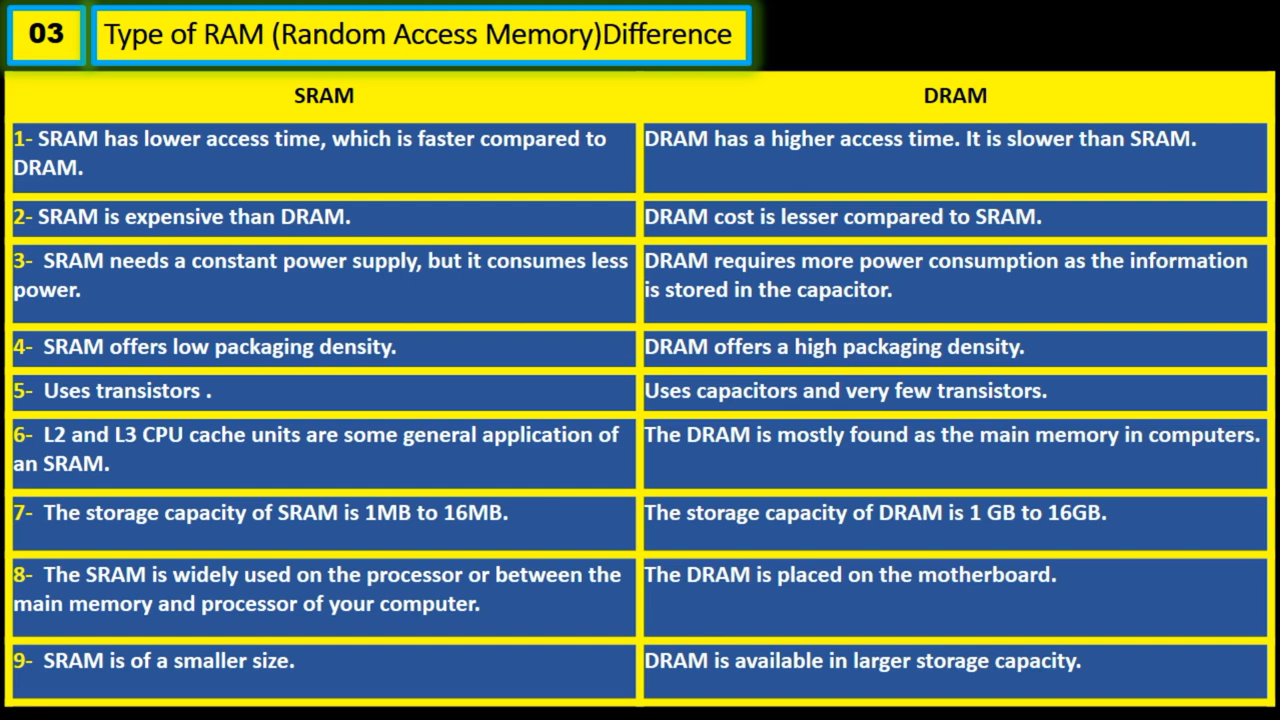 03
Type of RAM (Random Access Memory)Difference
SRAM
DRAM
1- SRAM has lower access time, which is faster compared to
DRAM.
DRAM has a higher access time. It is slower than SRAM.
2- SRAM is expensive than DRAM.
DRAM cost is lesser compared to SRAM.
3- SRAM needs a constant power supply, but it consumes less
power.
DRAM requires more power consumption as the information
is stored in the capacitor.
4- SRAM offers low packaging density.
DRAM offers a high packaging density.
5- Uses transistors .
Uses capacitors and very few transistors.
6- L2 and L3 CPU cache units are some general application of
an SRAM.
The DRAM is mostly found as the main memory in computers.
7- The storage capacity of SRAM is 1MB to 16MB.
The storage capacity of DRAM is 1 GB to 16GB.
8- The SRAM is widely used on the processor or between the
main memory and processor of your computer.
The DRAM is placed on the motherboard.
9- SRAM is of a smaller size.
DRAM is available in larger storage capacity.